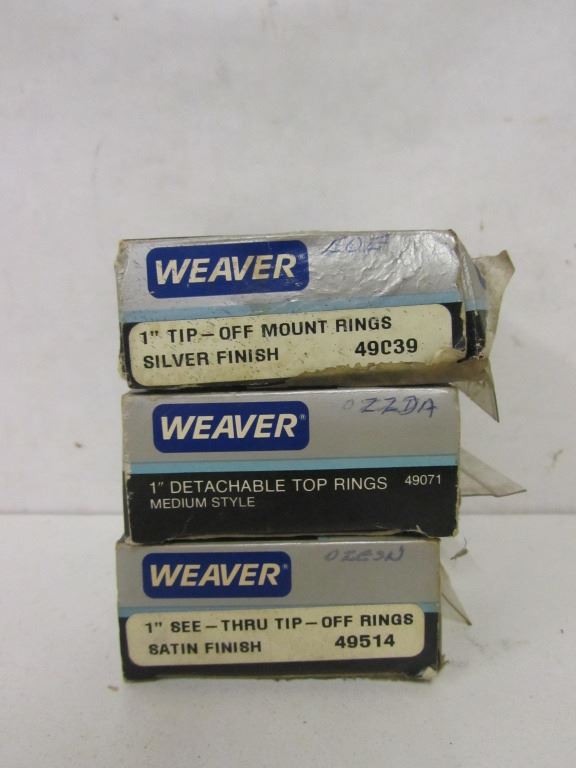 WEAVER®
1" TIP-OFF MOUNT RINGS
SILVER FINISH 49039
WEAVER®
OZZDA
1" DETACHABLE TOP RINGS 49071
MEDIUM STYLE
WEAVER®
1" SEE-THRU TIP-OFF RINGS
SATIN FINISH 49514